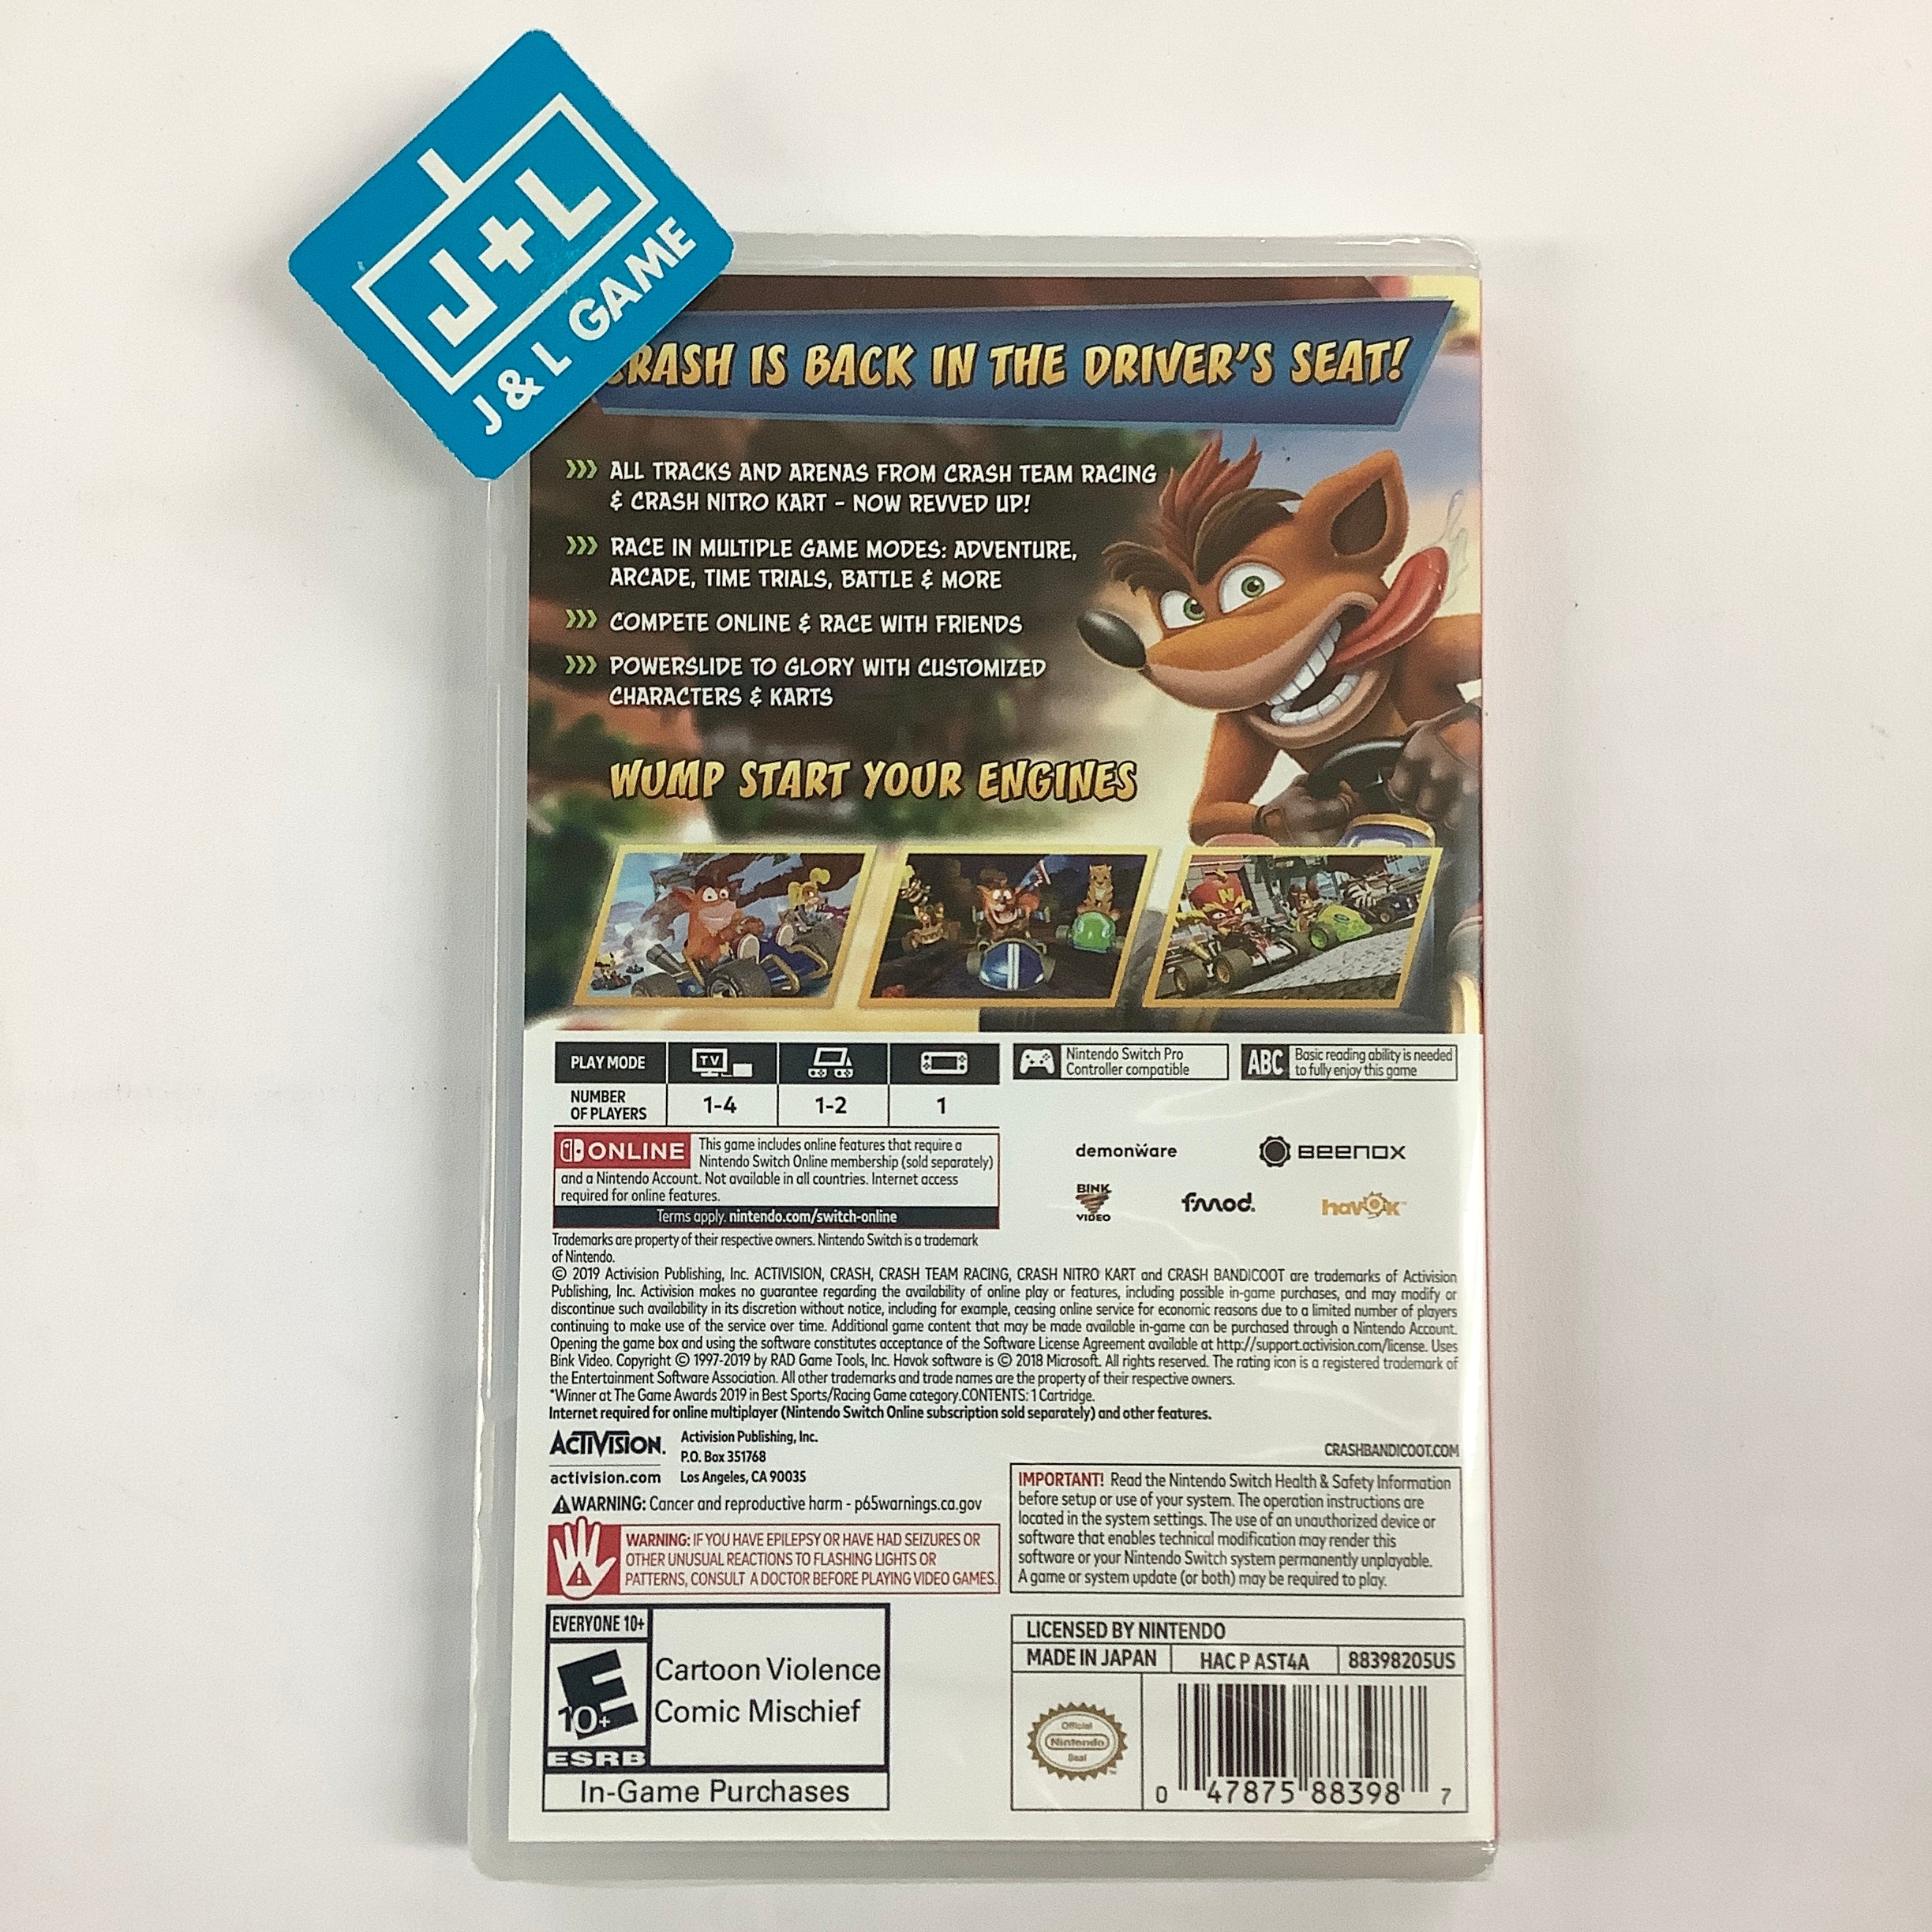 J+L
J & L GAME
CRASH IS BACK IN THE DRIVER'S SEAT!
ALL TRACKS AND ARENAS FROM CRASH TEAM RACING
& CRASH NITRO KART - NOW REVVED UP!
RACE IN MULTIPLE GAME MODES: ADVENTURE,
ARCADE, TIME TRIALS, BATTLE & MORE
COMPETE ONLINE & RACE WITH FRIENDS
POWERSLIDE TO GLORY WITH CUSTOMIZED
CHARACTERS & KARTS
WUMP START YOUR ENGINES
N
PLAY MODE TV
NUMBER
OF PLAYERS
1-4 1-2 1
Nintendo Switch Pro
Controller compatible
ABC
Basic reading ability is needed
to fully enjoy this game
ONLINE
This game includes online features that require a
Nintendo Switch Online membership (sold separately)
and a Nintendo Account. Not available in all countries. Internet access
required for online features.
Terms apply. nintendo.com/switch-online
demonware BEENOX
BINK
VIDEO
fmod. havok™
Trademarks are property of their respective owners. Nintendo Switch is a trademark
of Nintendo.
© 2019 Activision Publishing, Inc. ACTIVISION, CRASH, CRASH TEAM RACING, CRASH NITRO KART and CRASH BANDICOOT are trademarks of Activision
Publishing, Inc. Activision makes no guarantee regarding the availability of online play or features, including possible in-game purchases, and may modify or
discontinue such availability in its discretion without notice, including for example, ceasing online service for economic reasons due to a limited number of players
continuing to make use of the service over time. Additional game content that may be made available in-game can be purchased through a Nintendo Account.
Opening the game box and using the software constitutes acceptance of the Software License Agreement available at http://support.activision.com/license. Uses
Bink Video. Copyright © 1997-2019 by RAD Game Tools, Inc. Havok software is © 2018 Microsoft. All rights reserved. The rating icon is a registered trademark of
the Entertainment Software Association. All other trademarks and trade names are the property of their respective owners.
*Winner at The Game Awards 2019 in Best Sports/Racing Game category.CONTENTS: 1 Cartridge.
Internet required for online multiplayer (Nintendo Switch Online subscription sold separately) and other features.
ACTIVISION.
activision.com
Activision Publishing, Inc.
P.O. Box 351768
Los Angeles, CA 90035
CRASHBANDICOOT.COM
WARNING: Cancer and reproductive harm - p65warnings.ca.gov
WARNING: IF YOU HAVE EPILEPSY OR HAVE HAD SEIZURES OR
OTHER UNUSUAL REACTIONS TO FLASHING LIGHTS OR
PATTERNS, CONSULT A DOCTOR BEFORE PLAYING VIDEO GAMES.
IMPORTANT! Read the Nintendo Switch Health & Safety Information
before setup or use of your system. The operation instructions are
located in the system settings. The use of an unauthorized device or
software that enables technical modification may render this
software or your Nintendo Switch system permanently unplayable.
A game or system update (or both) may be required to play.
EVERYONE 10+
E
10+
ESRB
Cartoon Violence
Comic Mischief
In-Game Purchases
LICENSED BY NINTENDO
MADE IN JAPAN HAC P AST4A 88398205US
Official
Nintendo
Seal
0 47875 88398 7